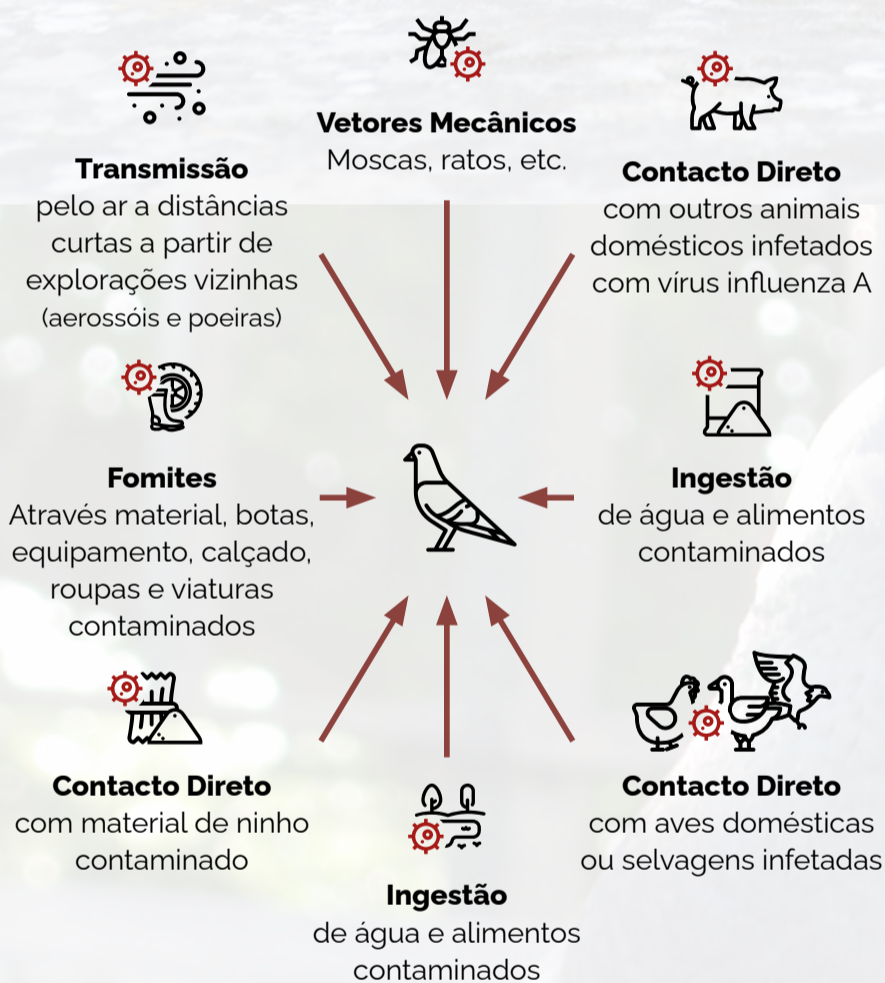 Vetores Mecânicos
Moscas, ratos, etc.
Transmissão
pelo ar a distâncias
curtas a partir de
explorações vizinhas
(aerossóis e poeiras)
Contacto Direto
com outros animais
domésticos infetados
com vírus influenza A
Fomites
Através material, botas,
equipamento, calçado,
roupas e viaturas
contaminados
Ingestão
de água e alimentos
contaminados
Contacto Direto
com material de ninho
contaminado
Ingestão
de água e alimentos
contaminados
Contacto Direto
com aves domésticas
ou selvagens infetadas